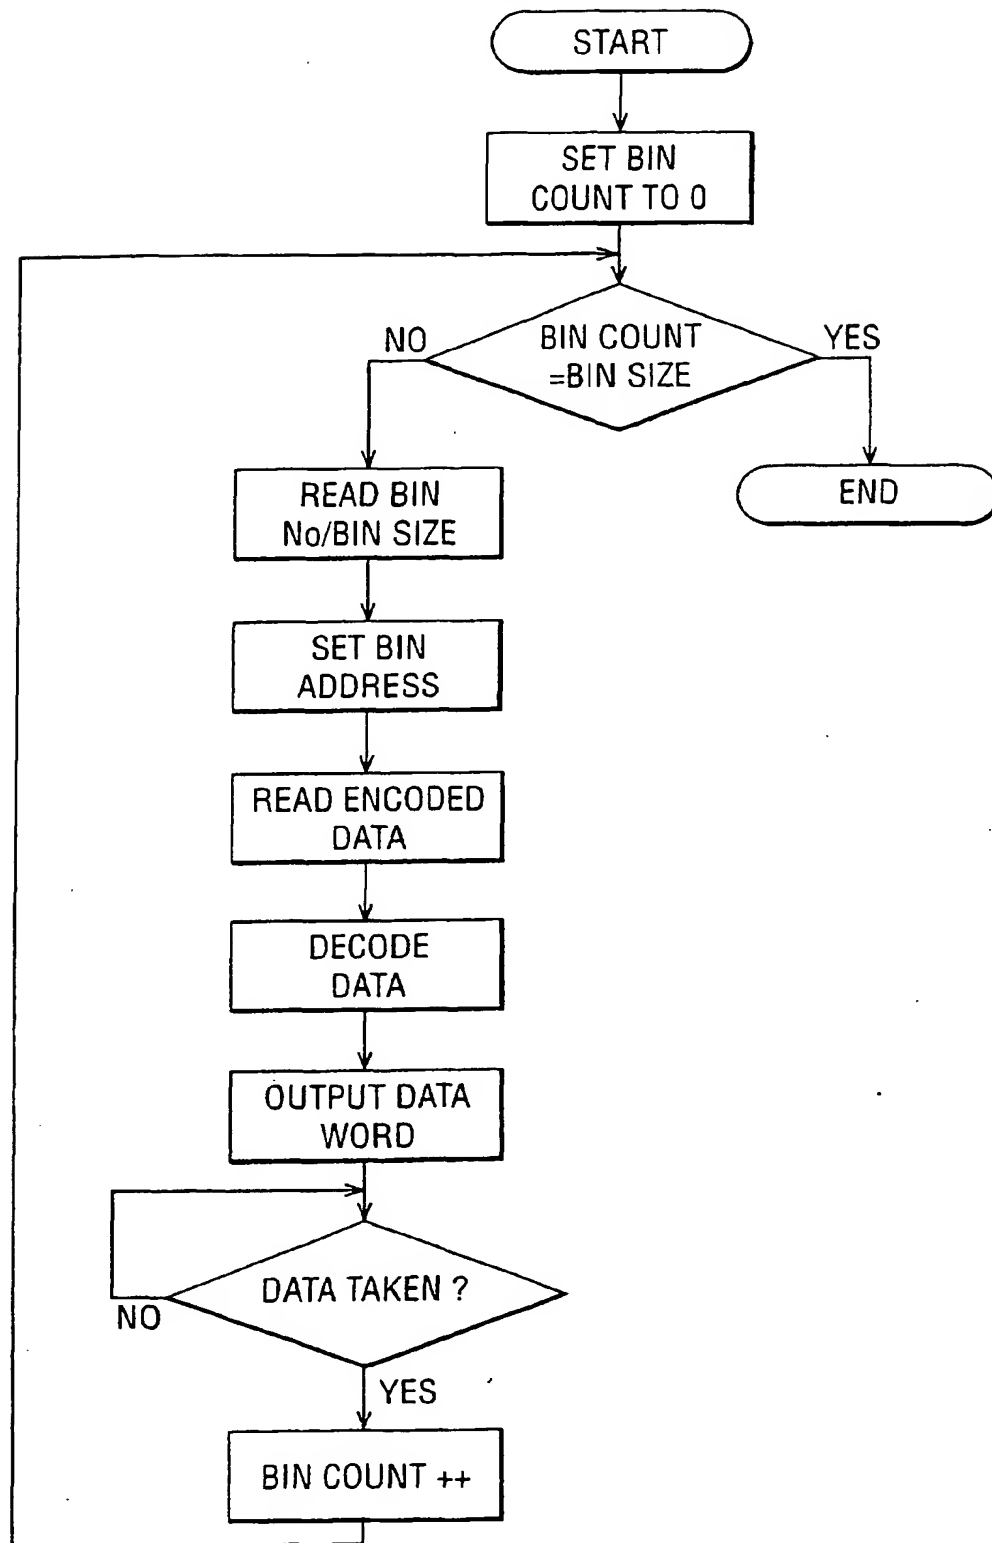 START
SET BIN
COUNT TO 0
NO
BIN COUNT
=BIN SIZE
YES
READ BIN
No/BIN SIZE
END
SET BIN
ADDRESS
READ ENCODED
DATA
DECODE
DATA
OUTPUT DATA
WORD
DATA TAKEN ?
NO
YES
BIN COUNT ++